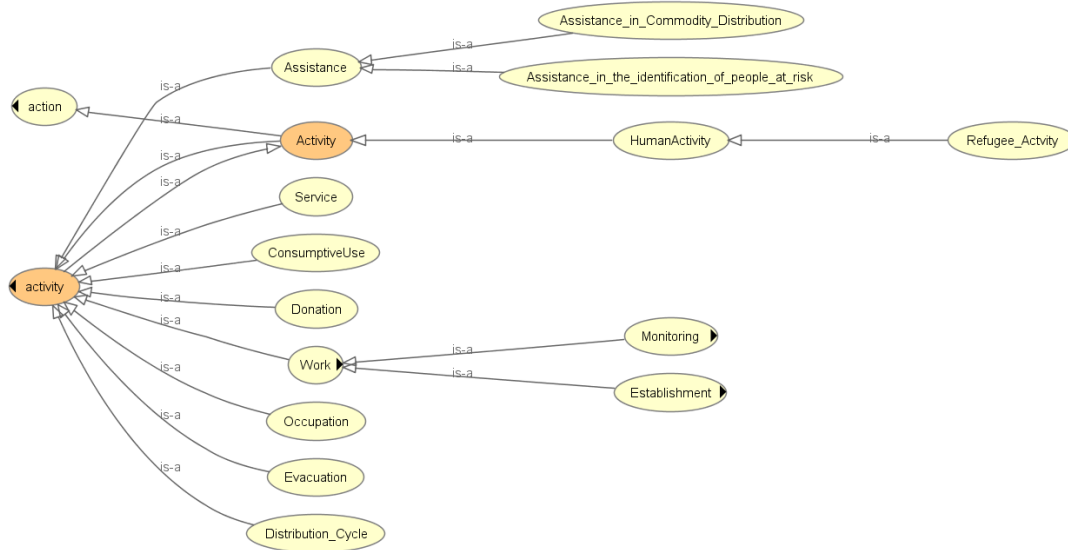 Assistance_in_Commodity_Distribution
is-a
Assistance
is-a
Assistance_in_the_identification_of_people_at_risk
is-a
action
is-a
Activity
is-a
HumanActivity
is-a
Refugee_Actvity
is-a
is-a
Service
is-a
ConsumptiveUse
is-a
activity
is-a
Donation
is-a
Monitoring
is-a
Work
is-a
Establishment
is-a
Occupation
is-a
Evacuation
is-a
Distribution_Cycle